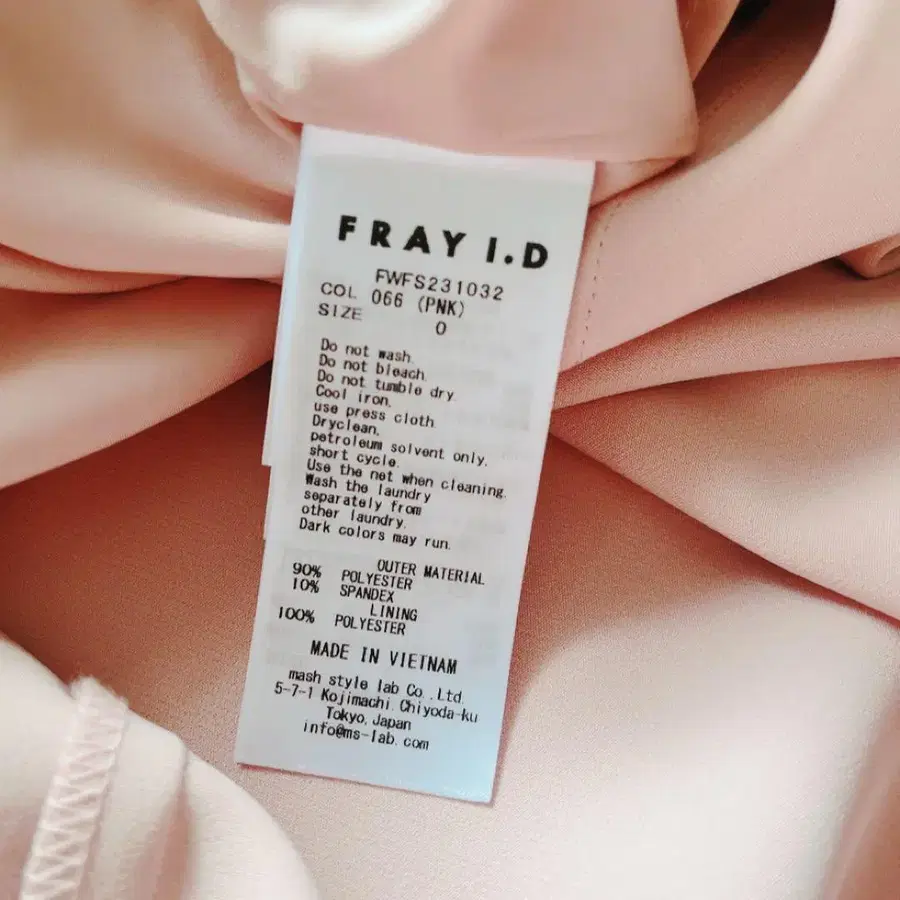 FRAY I.D
FWFS231032
COL 066 (PNK)
SIZE 0
Do not wash.
Do not bleach.
Do not tumble dry.
Cool iron,
use press cloth.
Dryclean,
petroleum solvent only,
short cycle.
Use the net when cleaning.
Wash the laundry
separately from
other laundry.
Dark colors may run.
OUTER MATERIAL
90% POLYESTER
10% SPANDEX
LINING
100% POLYESTER
MADE IN VIETNAM
mash style lab Co.,Ltd.
5-7-1 Kojimachi Chiyoda-ku
Tokyo, Japan
info@ms-lab.com